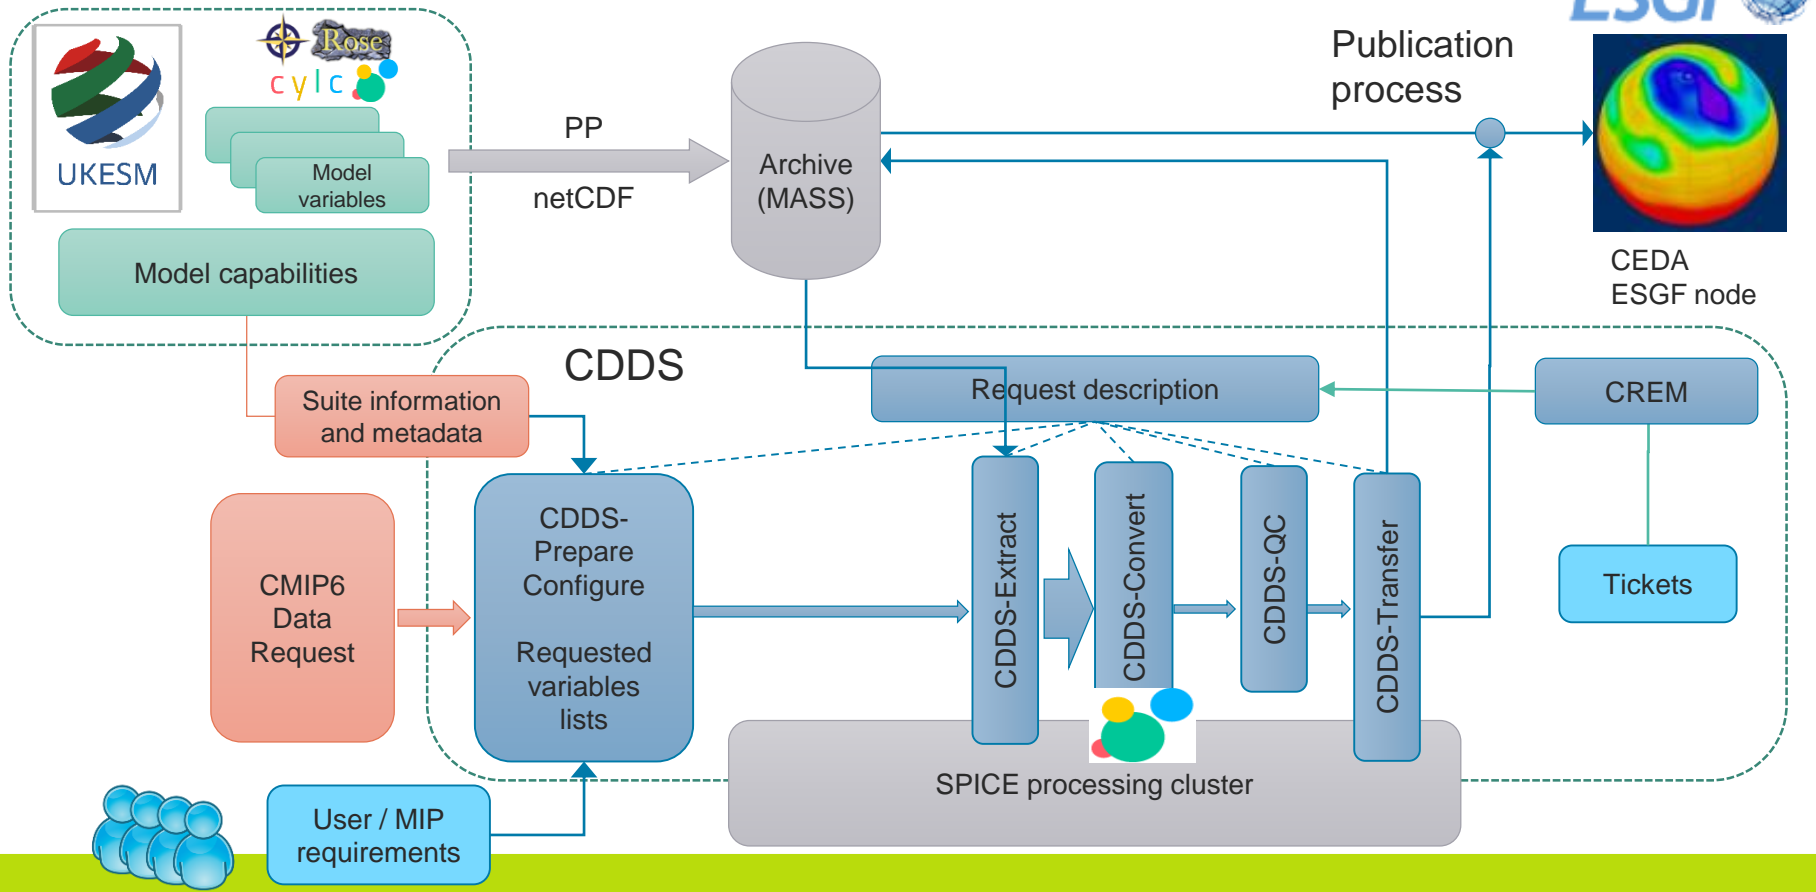 ESGF
Rose
cylc
UKESM
Model
variables
Model capabilities
PP
netCDF
Archive
(MASS)
Publication
process
CEDA
ESGF node
CDDS
Suite information
and metadata
Request description
CREM
CMIP6
Data
Request
CDDS-
Prepare
Configure
Requested
variables
lists
CDDS-Extract
CDDS-Convert
CDDS-QC
CDDS-Transfer
Tickets
SPICE processing cluster
User / MIP
requirements